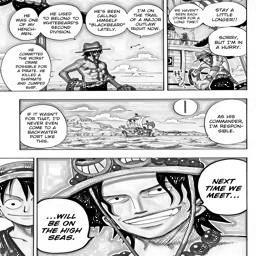 STAY A
LITTLE
LONGER!!
WE HAVEN'T
SEEN EACH
OTHER FOR A
LONG TIME!!
SORRY,
BUT I'M
IN A
HURRY.
I'M ON
THE TRAIL
OF A MAJOR
OUTLAW
RIGHT NOW.
HE'S BEEN
CALLING
HIMSELF
"BLACKBEARD"
LATELY.
HE USED TO
BELONG TO
WHITEBEARD'S
SECOND
DIVISION.
HE WAS
ONE OF MY
HENCH-
MEN.
HE
COMMITTED
THE WORST
CRIME
POSSIBLE FOR
A PIRATE. HE
KILLED A
SHIPMATE
AND JUMPED
SHIP.
AS HIS
COMMANDER,
I'M RESPON-
SIBLE.
IF IT WASN'T
FOR THAT,
I'D NEVER
EVEN COME
TO A
BACKWATER
PORT LIKE
THIS.
NEXT
TIME WE
MEET...
...WILL
BE ON
THE HIGH
SEAS.